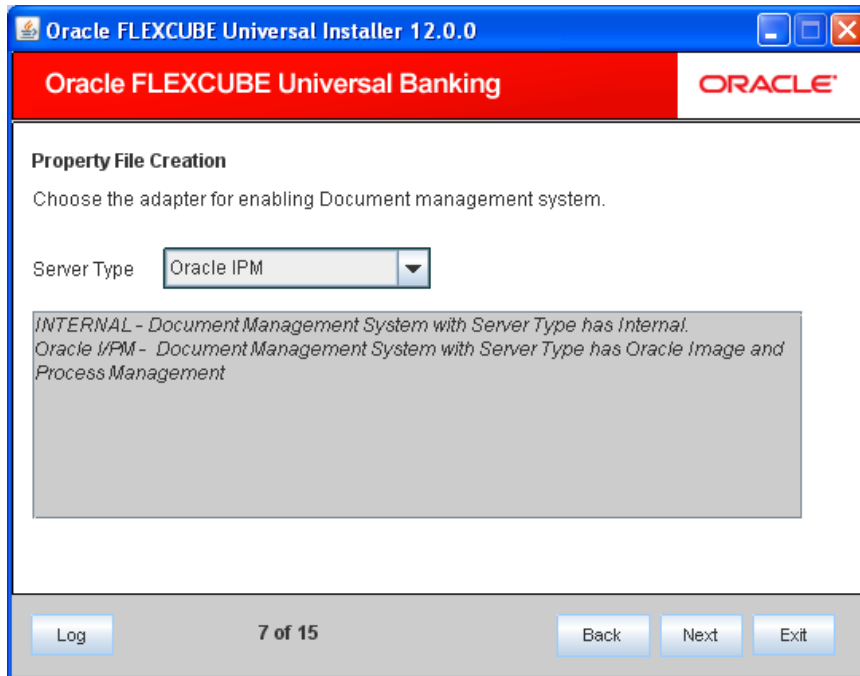 Oracle FLEXCUBE Universal Installer 12.0.0
Oracle FLEXCUBE Universal Banking
ORACLE
Property File Creation
Choose the adapter for enabling Document management system.
Server Type Oracle IPM
INTERNAL - Document Management System with Server Type has Internal.
Oracle I/PM - Document Management System with Server Type has Oracle Image and
Process Management
Log 7 of 15 Back Next Exit